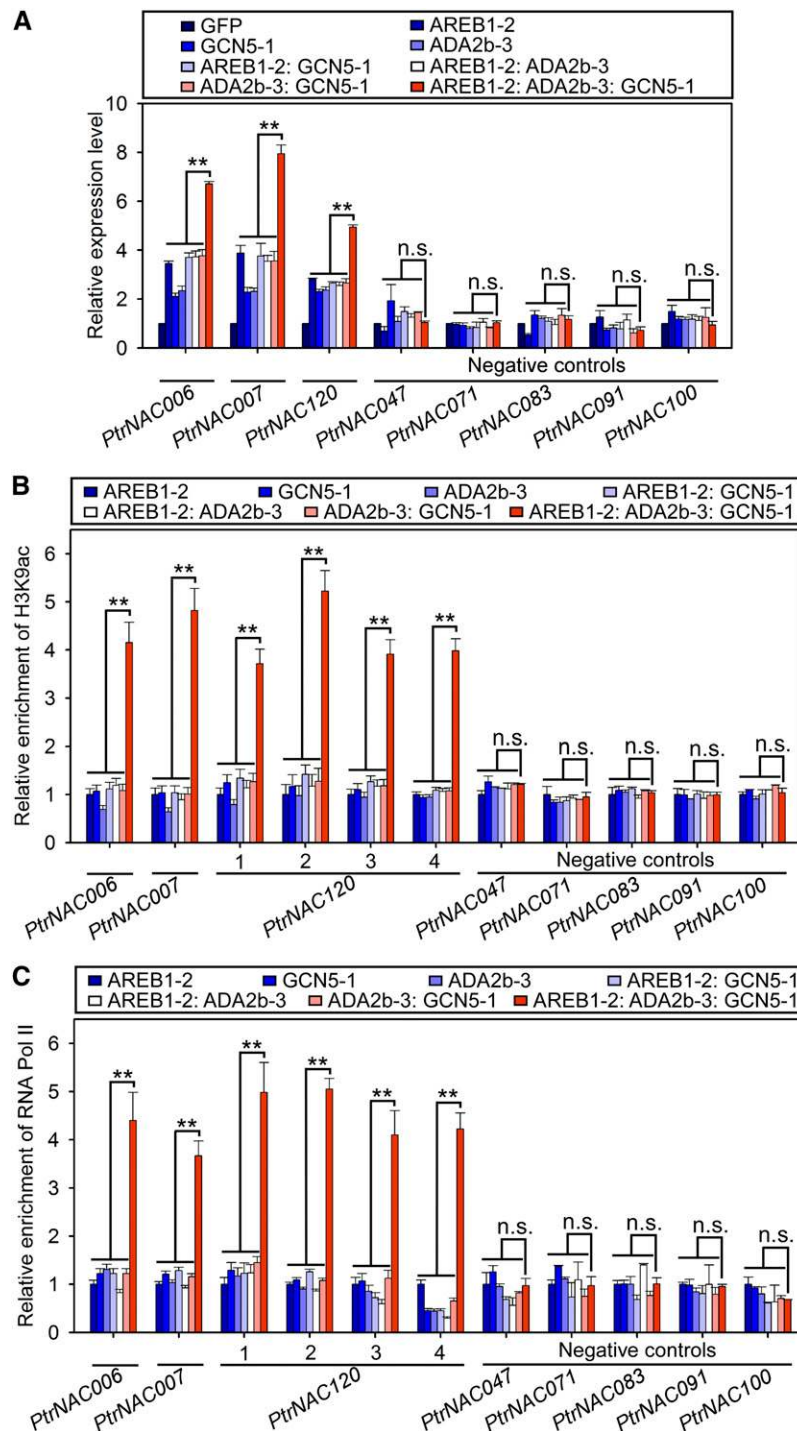 A
GFP AREB1-2
GCN5-1 ADA2b-3
AREB1-2: GCN5-1 AREB1-2: ADA2b-3
ADA2b-3: GCN5-1 AREB1-2: ADA2b-3: GCN5-1
Relative expression level
10
8
6
4
2
0
** ** ** n.s. n.s. n.s. n.s. n.s.
Negative controls
PtrNAC006 PtrNAC007 PtrNAC120 PtrNAC047 PtrNAC071 PtrNAC083 PtrNAC091 PtrNAC100
B
AREB1-2 GCN5-1 ADA2b-3 AREB1-2: GCN5-1
AREB1-2: ADA2b-3 ADA2b-3: GCN5-1 AREB1-2: ADA2b-3: GCN5-1
Relative enrichment of H3K9ac
6
5
4
3
2
1
0
** ** ** ** ** ** n.s. n.s. n.s. n.s. n.s.
1 2 3 4 Negative controls
PtrNAC006 PtrNAC007 PtrNAC120 PtrNAC047 PtrNAC071 PtrNAC083 PtrNAC091 PtrNAC100
C
AREB1-2 GCN5-1 ADA2b-3 AREB1-2: GCN5-1
AREB1-2: ADA2b-3 ADA2b-3: GCN5-1 AREB1-2: ADA2b-3: GCN5-1
Relative enrichment of RNA Pol II
6
5
4
3
2
1
0
** ** ** ** ** ** n.s. n.s. n.s. n.s. n.s.
1 2 3 4 Negative controls
PtrNAC006 PtrNAC007 PtrNAC120 PtrNAC047 PtrNAC071 PtrNAC083 PtrNAC091 PtrNAC100